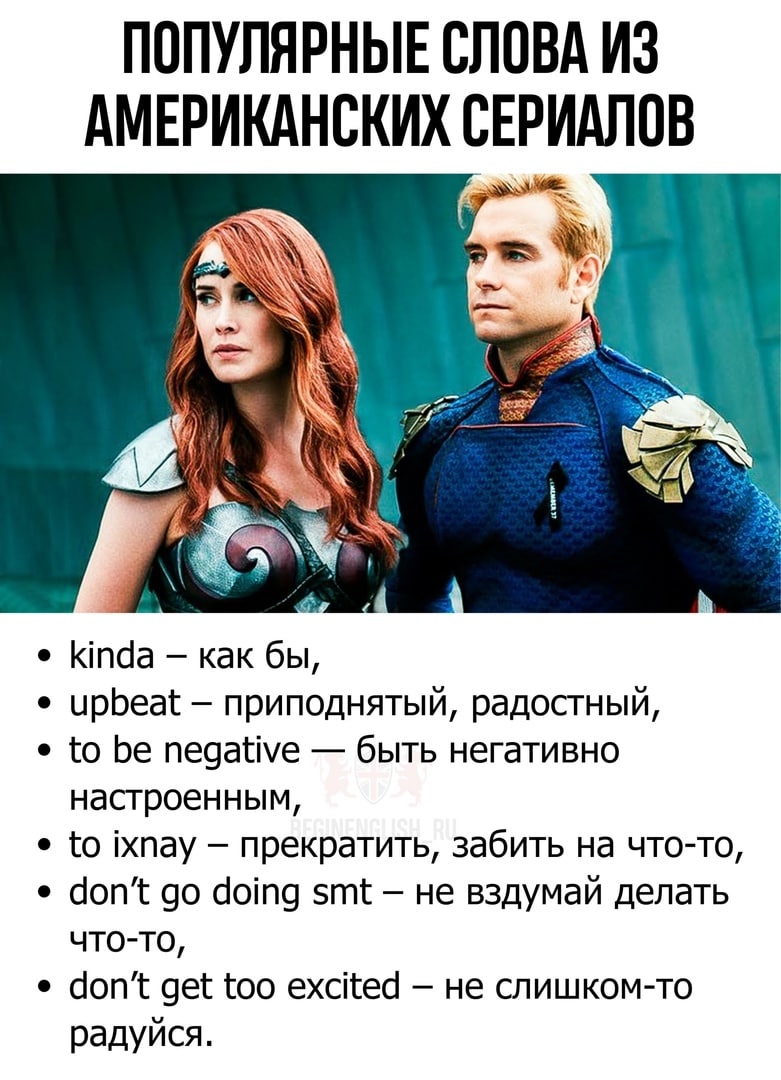 ПОПУЛЯРНЫЕ СЛОВА ИЗ
АМЕРИКАНСКИХ СЕРИАЛОВ
• kinda – как бы,
• upbeat – приподнятый, радостный,
• to be negative — быть негативно
настроенным,
REGINENGLISH_RU
• to ixnay – прекратить, забить на что-то,
• don't go doing smt – не вздумай делать
что-то,
• don't get too excited – не слишком-то
радуйся.